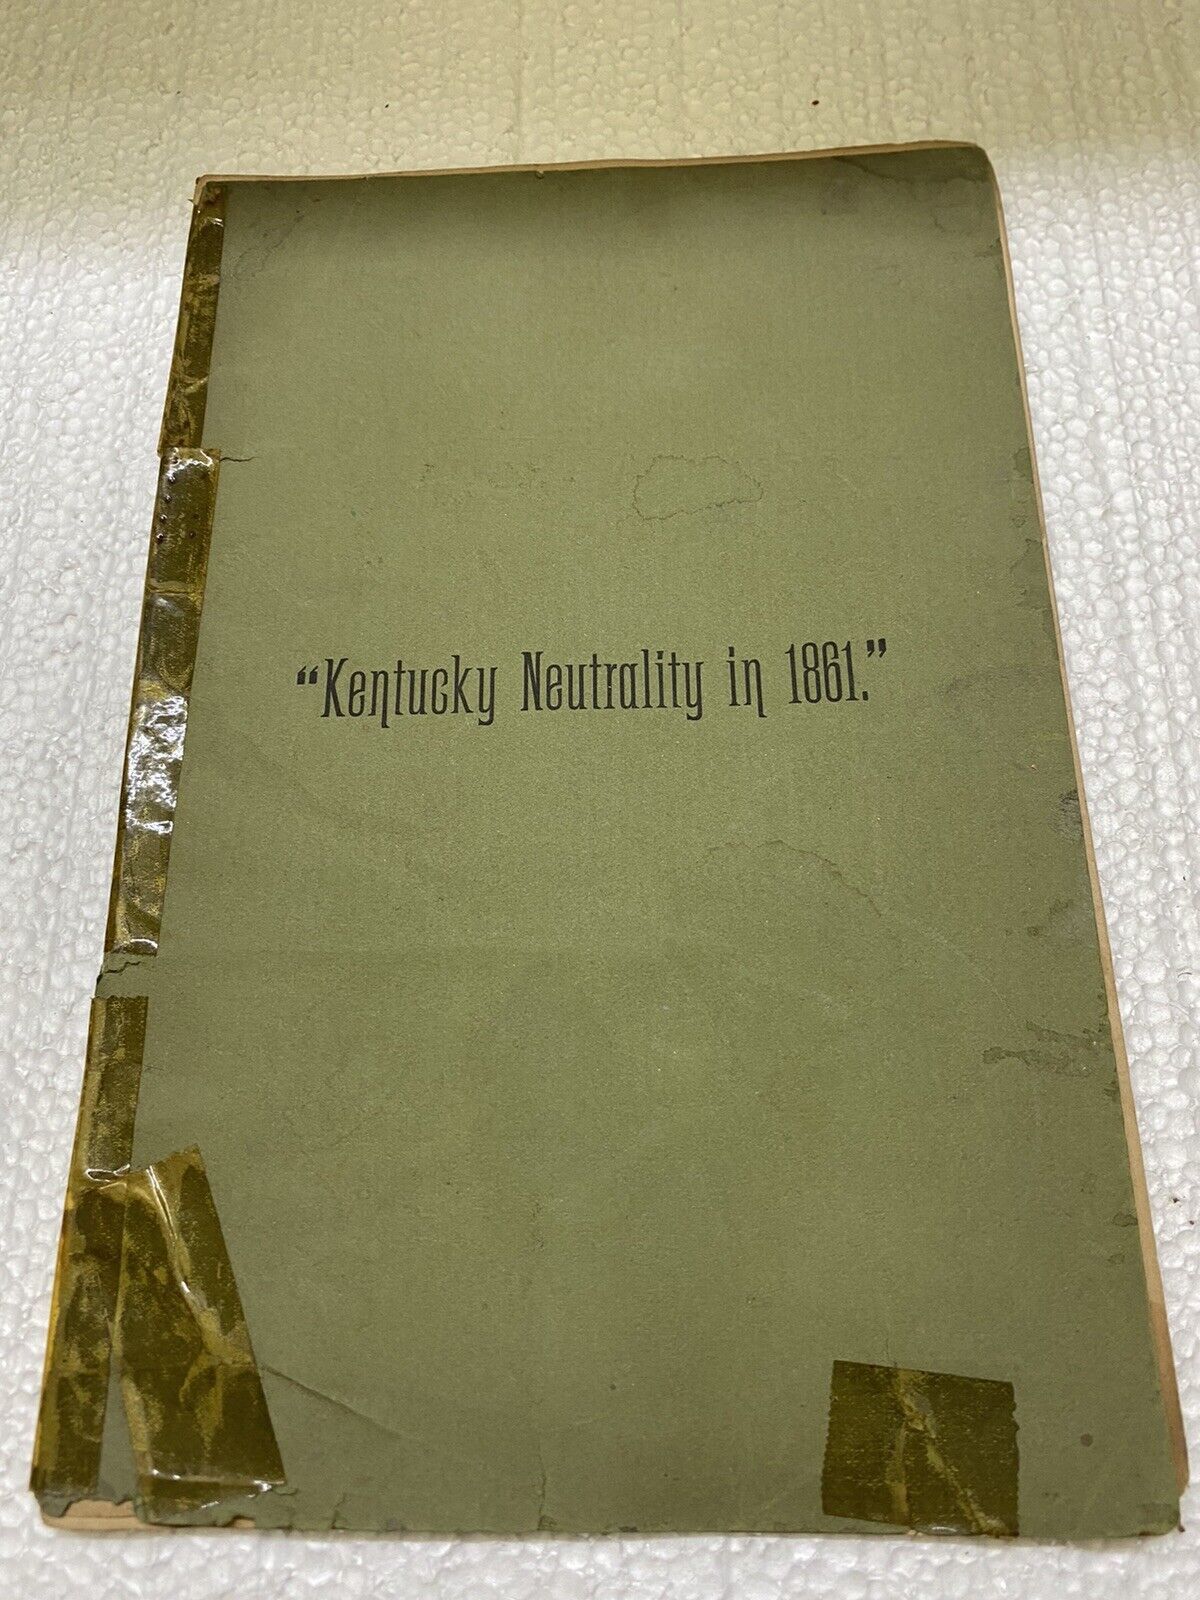 “Kentucky Neutrality in 1861.”